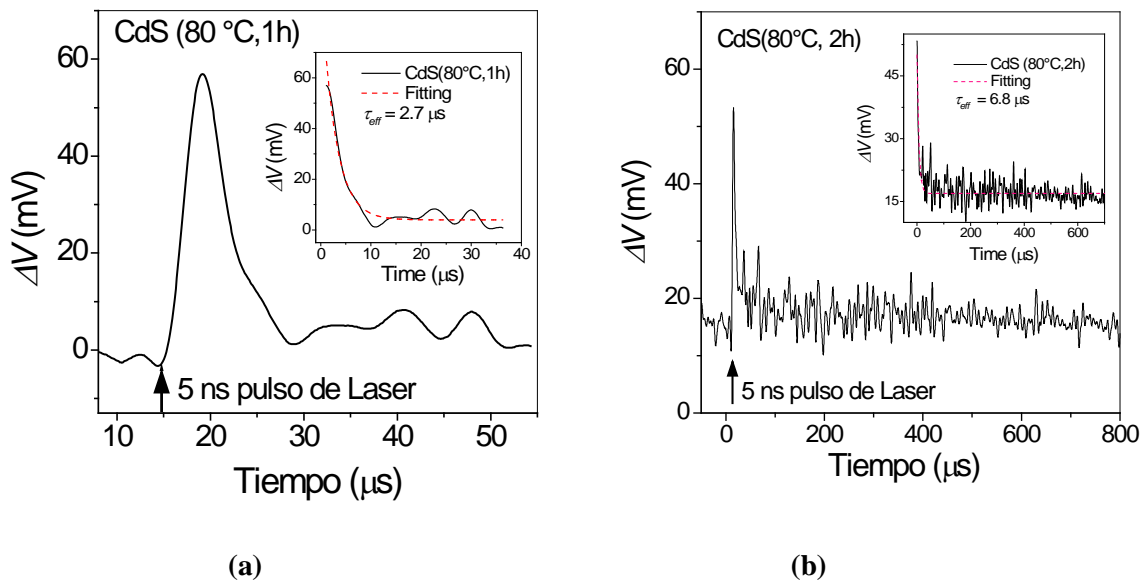 CdS (80 °C,1h)
60
40
20
0
ΔV (mV)
10
20
30
40
50
Tiempo (μs)
5 ns pulso de Laser
60
40
20
0
ΔV (mV)
0
10
20
30
40
Time (μs)
CdS(80°C,1h)
Fitting
τeff = 2.7 μs
(a)
CdS(80°C, 2h)
60
40
20
0
ΔV (mV)
0
200
400
600
800
Tiempo (μs)
5 ns pulso de Laser
45
30
15
ΔV (mV)
0
200
400
600
Time (μs)
CdS (80°C,2h)
Fitting
τeff = 6.8 μs
(b)